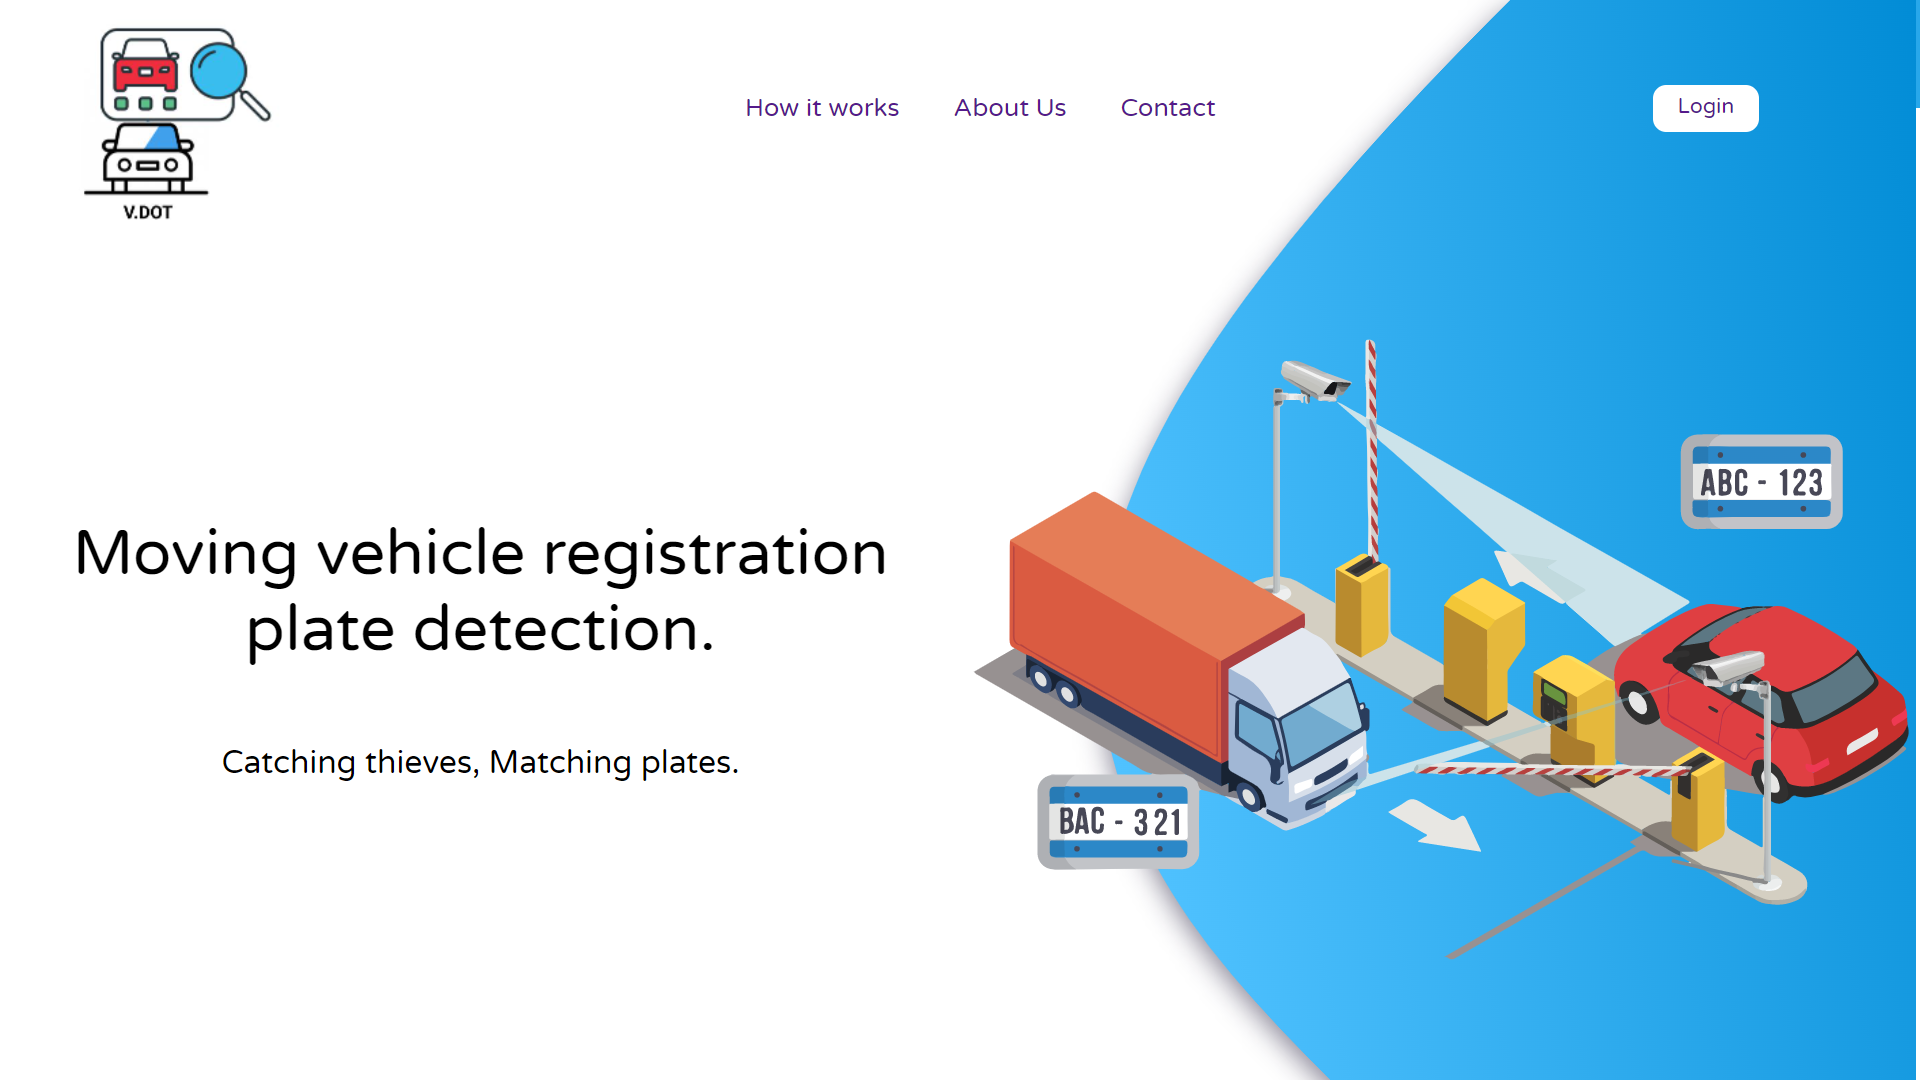 V.DOT
How it works
About Us
Contact
Login
Moving vehicle registration
plate detection.
Catching thieves, Matching plates.
ABC - 123
BAC - 321